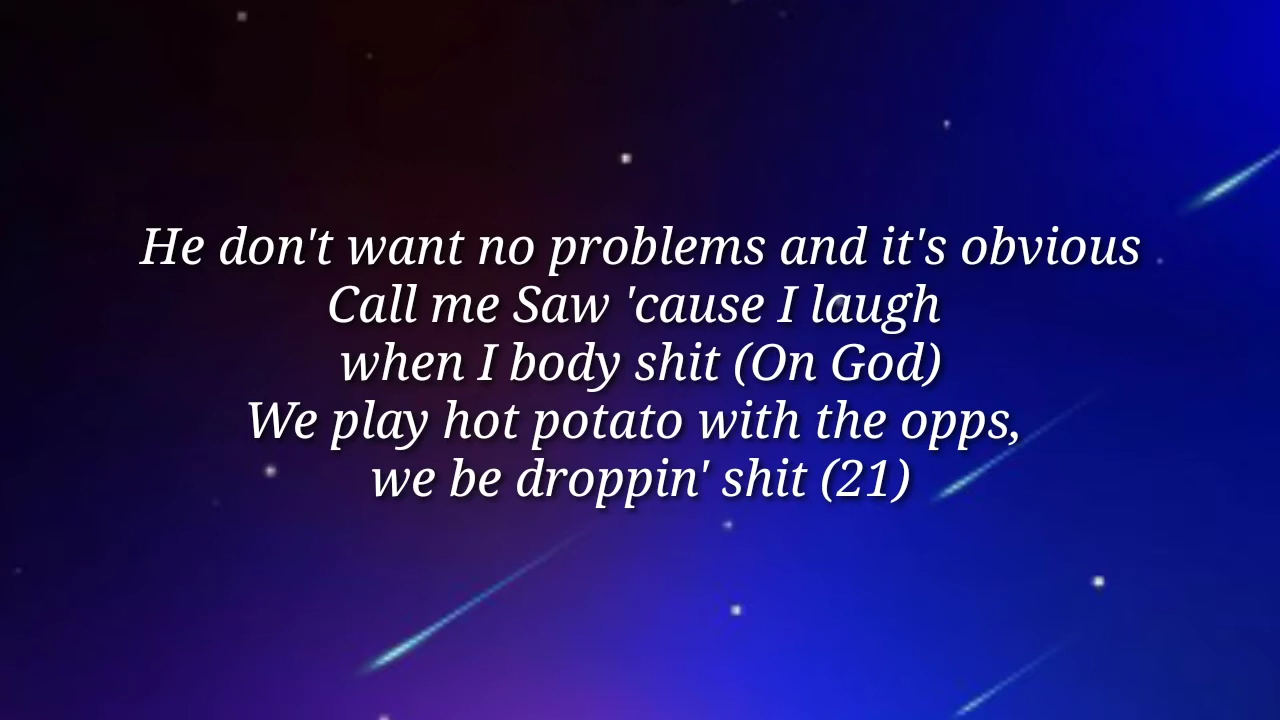 He don't want no problems and it's obvious
Call me Saw 'cause I laugh
when I body shit (On God)
We play hot potato with the opps,
we be droppin' shit (21)